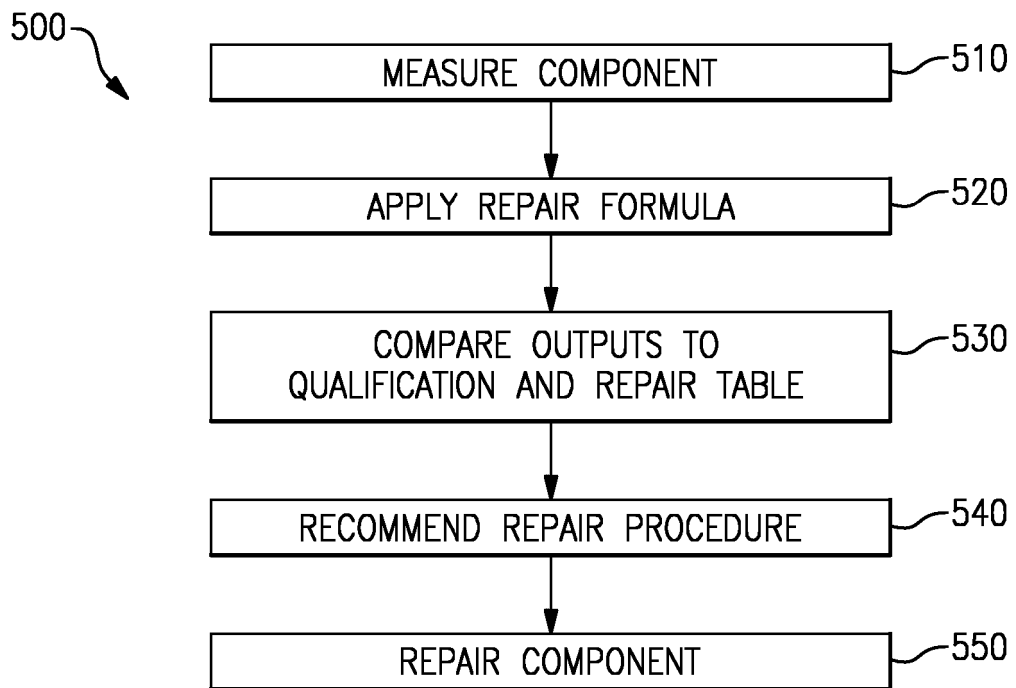 500
MEASURE COMPONENT
510
APPLY REPAIR FORMULA
520
COMPARE OUTPUTS TO
QUALIFICATION AND REPAIR TABLE
530
RECOMMEND REPAIR PROCEDURE
540
REPAIR COMPONENT
550